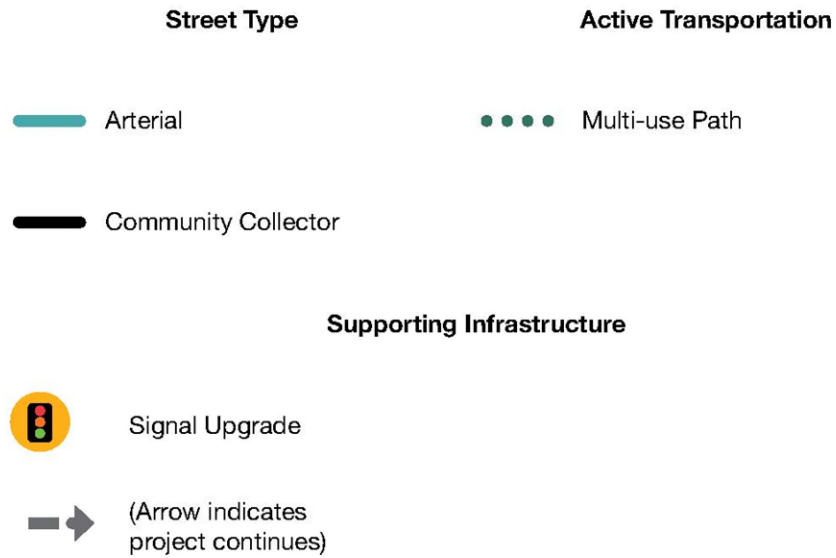 Street Type
Active Transportation
Arterial
Multi-use Path
Community Collector
Supporting Infrastructure
Signal Upgrade
(Arrow indicates
project continues)